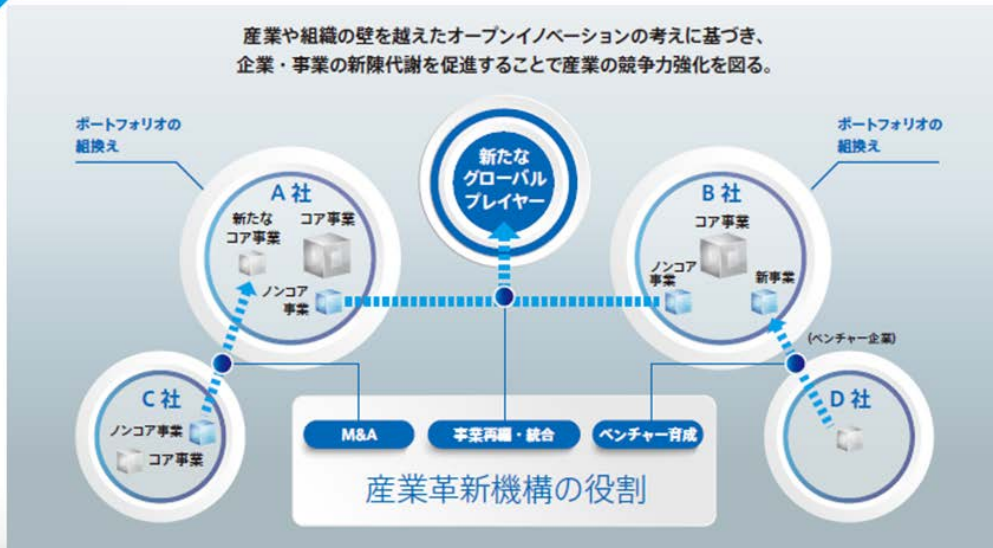 産業や組織の壁を越えたオープンイノベーションの考えに基づき、
企業・事業の新陳代謝を促進することで産業の競争力強化を図る。
ポートフォリオの
組換え
新たな
グローバル
プレイヤー
ポートフォリオの
組換え
A 社
新たな
コア事業
コア事業
ノンコア
事業
B 社
コア事業
ノンコア
事業
新事業
(ベンチャー企業)
C 社
ノンコア事業
コア事業
D 社
M&A
事業再編・統合
ベンチャー育成
産業革新機構の役割